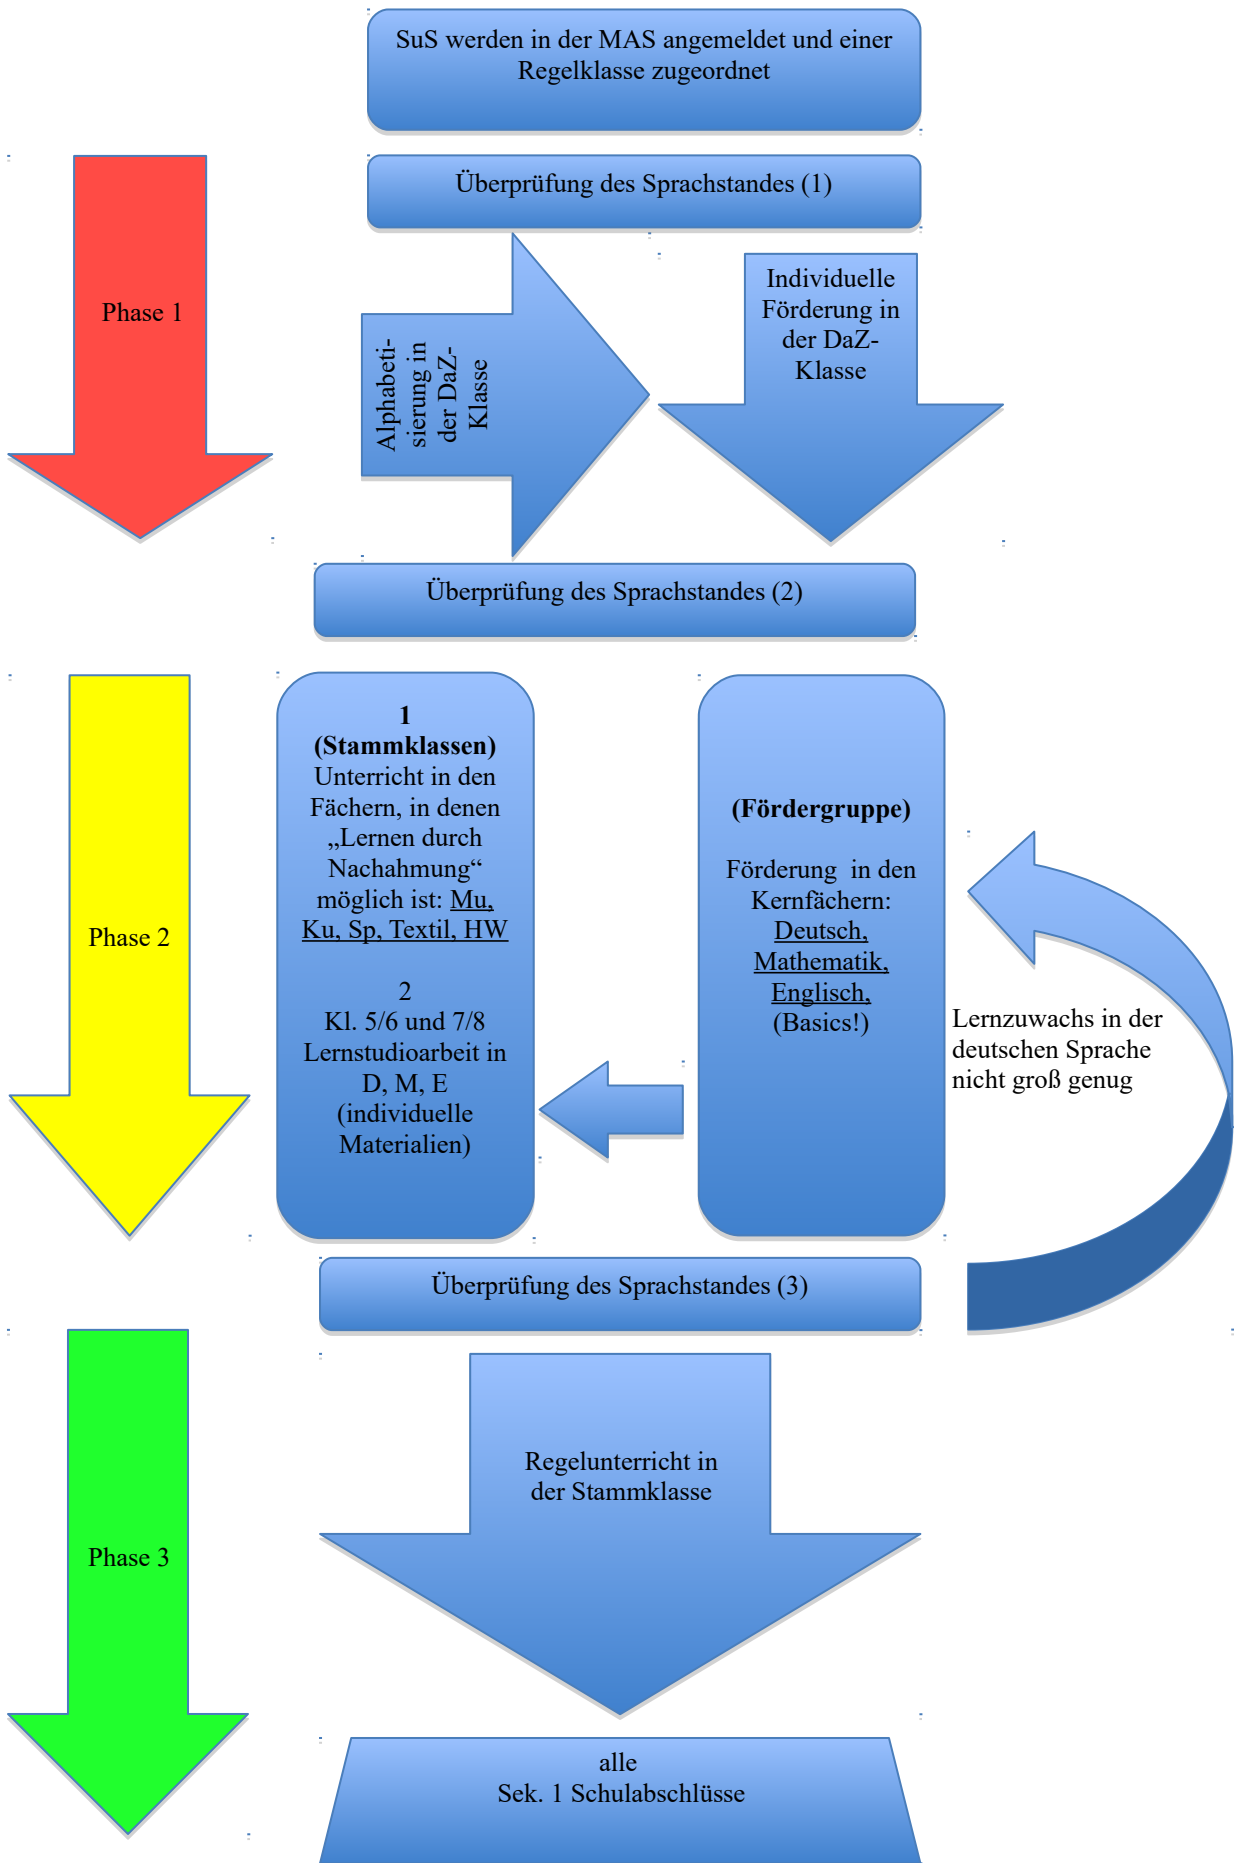 SuS werden in der MAS angemeldet und einer
Regelklasse zugeordnet
Überprüfung des Sprachstandes (1)
Phase 1
Alphabeti-
sierung in
der DaZ-
Klasse
Individuelle
Förderung in
der DaZ-
Klasse
Überprüfung des Sprachstandes (2)
Phase 2
1
(Stammklassen)
Unterricht in den
Fächern, in denen
„Lernen durch
Nachahmung“
möglich ist: Mu,
Ku, Sp, Textil, HW
2
Kl. 5/6 und 7/8
Lernstudioarbeit in
D, M, E
(individuelle
Materialien)
(Fördergruppe)
Förderung in den
Kernfächern:
Deutsch,
Mathematik,
Englisch,
(Basics!)
Lernzuwachs in der
deutschen Sprache
nicht groß genug
Überprüfung des Sprachstandes (3)
Phase 3
Regelunterricht in
der Stammklasse
alle
Sek. 1 Schulabschlüsse